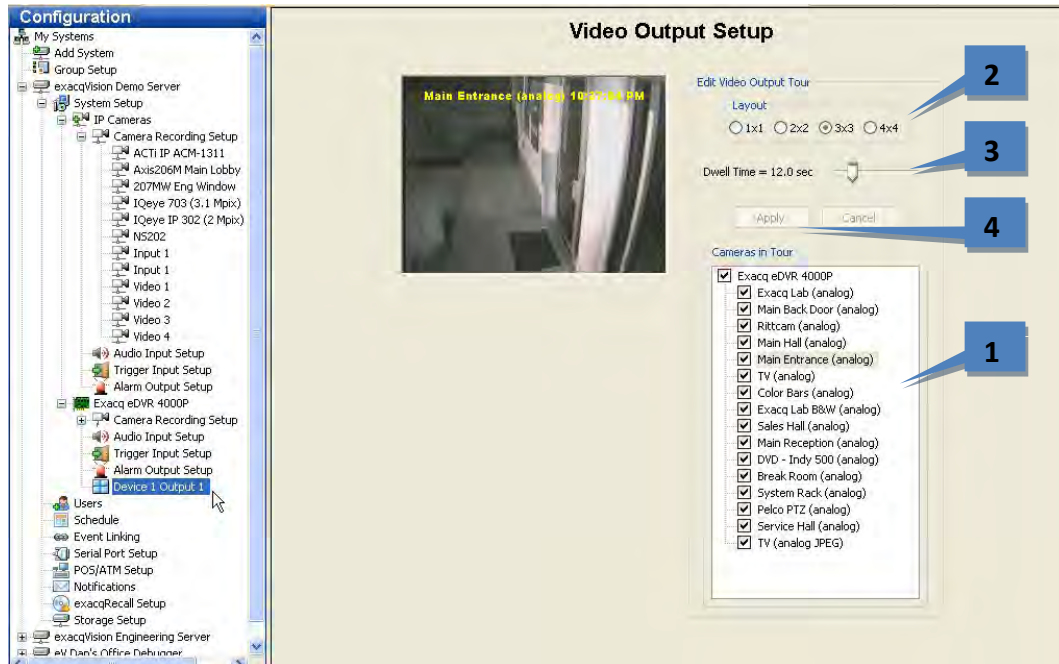 Configuration
My Systems
Add System
Group Setup
exacqVision Demo Server
System Setup
IP Cameras
Camera Recording Setup
ACTi IP ACM-1311
Axis206M Main Lobby
207MW Eng Window
IQeye 703 (3.1 Mpix)
IQeye IP 302 (2 Mpix)
NS202
Input 1
Input 1
Video 1
Video 2
Video 3
Video 4
Audio Input Setup
Trigger Input Setup
Alarm Output Setup
Exacq eDVR 4000P
Camera Recording Setup
Audio Input Setup
Trigger Input Setup
Alarm Output Setup
Device 1 Output 1
Users
Schedule
Event Linking
Serial Port Setup
POS/ATM Setup
Notifications
exacqRecall Setup
Storage Setup
exacqVision Engineering Server
eV Dan's Office Debugger
Video Output Setup
Main Entrance (analog) PM
Edit Video Output Tour
Layout
1x1 2x2 3x3 4x4
2
Dwell Time = 12.0 sec
3
Apply Cancel
4
Cameras in Tour
Exacq eDVR 4000P
Exacq Lab (analog)
Main Back Door (analog)
Rittcam (analog)
Main Hall (analog)
Main Entrance (analog)
TV (analog)
Color Bars (analog)
Exacq Lab B&W (analog)
Sales Hall (analog)
Main Reception (analog)
DVD - Indy 500 (analog)
Break Room (analog)
System Rack (analog)
Pelco PTZ (analog)
Service Hall (analog)
TV (analog JPEG)
1